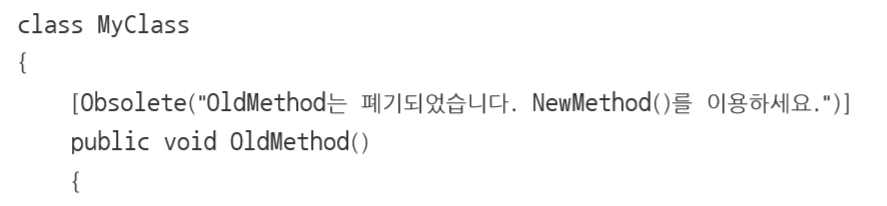 class MyClass
{
[Obsolete("OldMethod는 폐기되었습니다. NewMethod()를 이용하세요.")]
public void OldMethod()
{